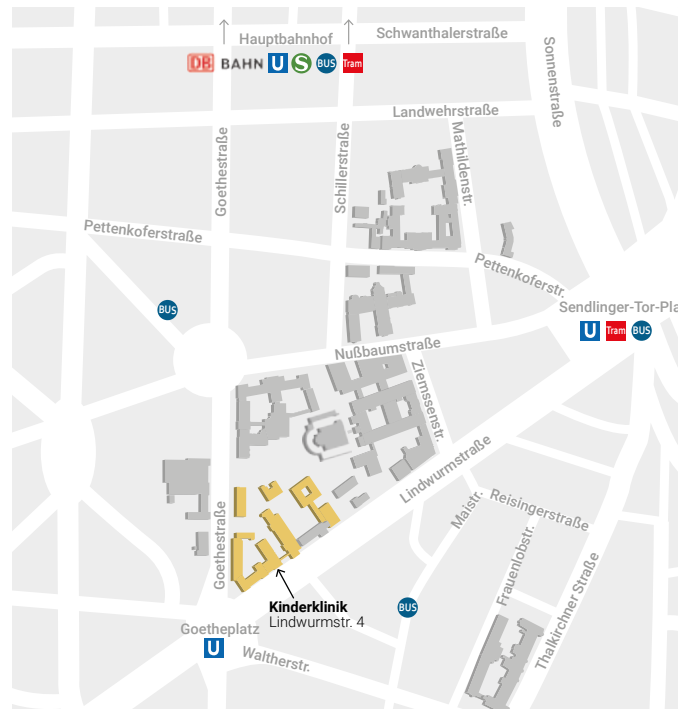 Hauptbahnhof
Schwanthalerstraße
DB BAHN U S BUS Tram
Sonnenstraße
Landwehrstraße
Mathildenstr.
Goethestraße
Schillerstraße
Pettenkoferstraße
Pettenkoferstr.
BUS
Sendlinger-Tor-Pla
U Tram BUS
Nußbaumstraße
Ziemssenstr.
Lindwurmstraße
Maistr.
Reisingerstraße
Goethestraße
Frauenlobstr.
Thalkirchner Straße
Kinderklinik
Lindwurmstr. 4
BUS
Goetheplatz
U
Waltherstr.